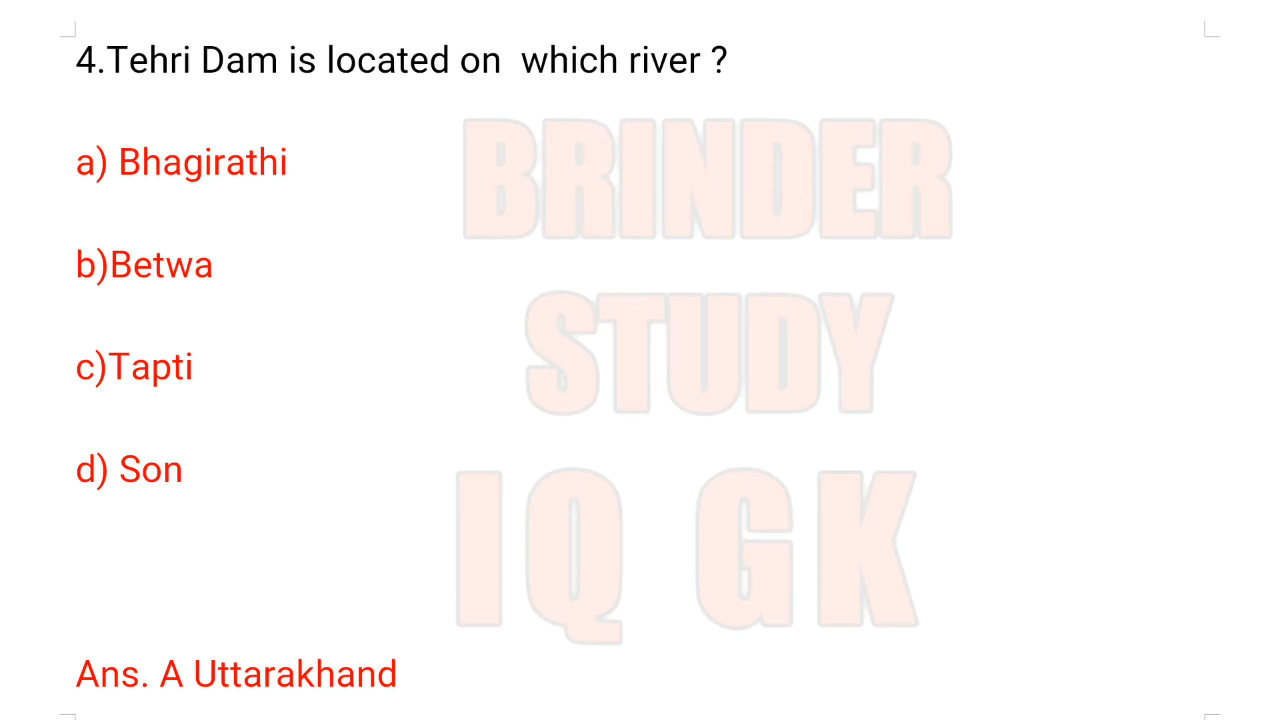 4.Tehri Dam is located on  which river ?
a) Bhagirathi
b)Betwa
c)Tapti
d) Son
BRINDER
STUDY
IQ GK
Ans. A Uttarakhand